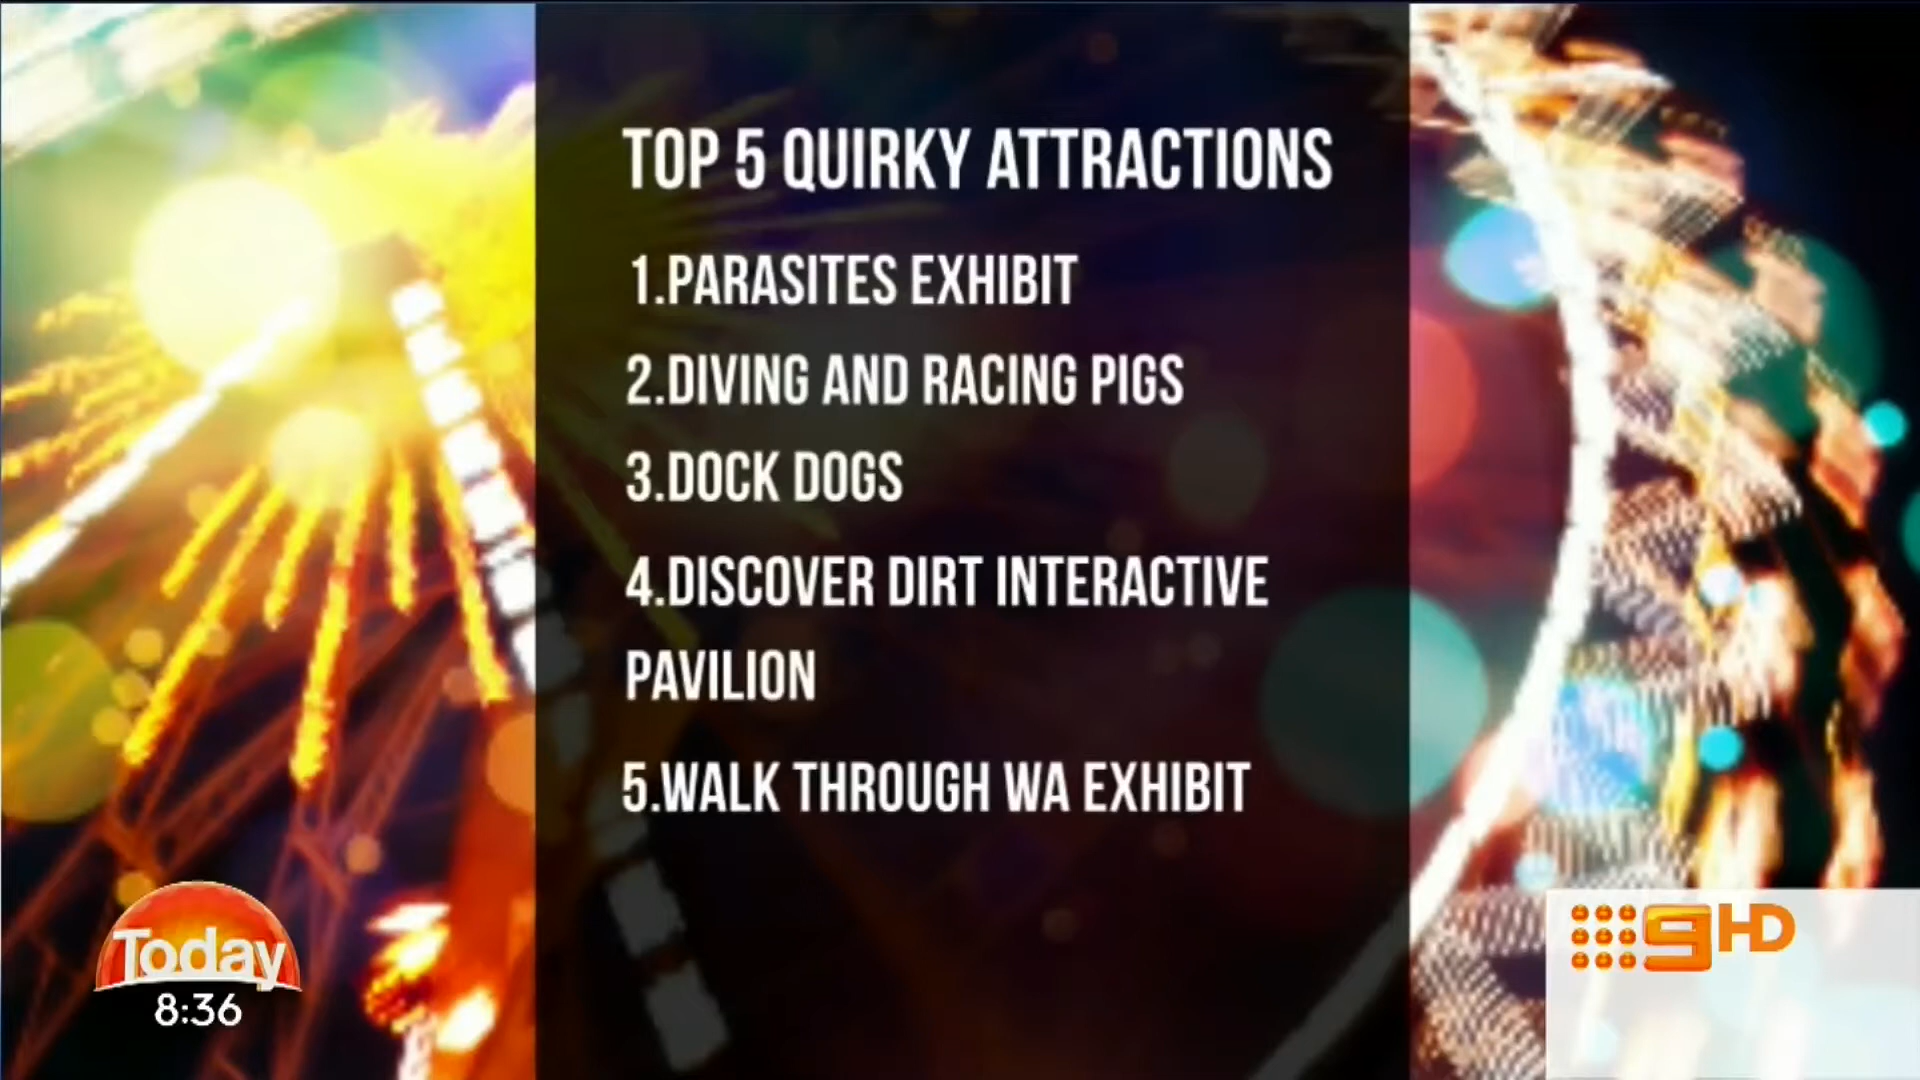 TOP 5 QUIRKY ATTRACTIONS
1.PARASITES EXHIBIT
2.DIVING AND RACING PIGS
3.DOCK DOGS
4.DISCOVER DIRT INTERACTIVE
PAVILION
5.WALK THROUGH WA EXHIBIT
Today
8:36
9HD